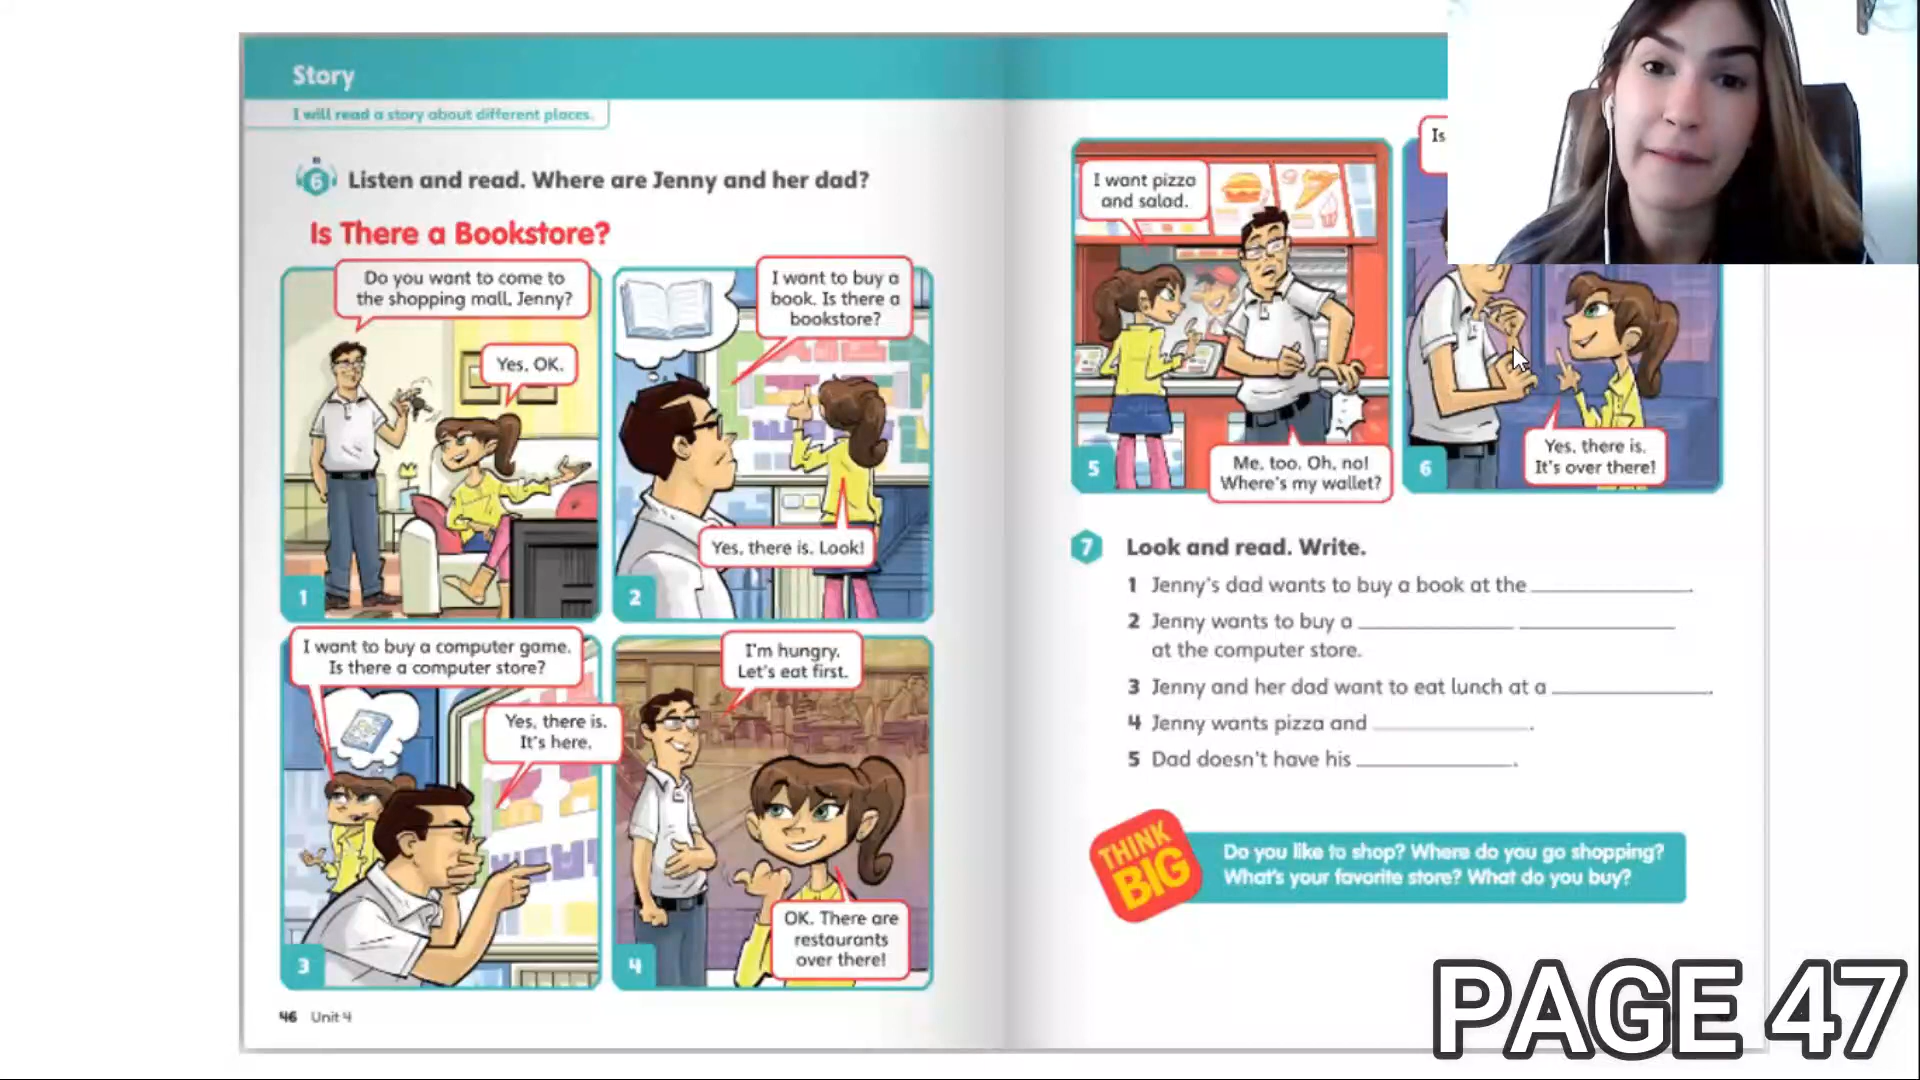 Story
I will read a story about different places.
6 Listen and read. Where are Jenny and her dad?
Is There a Bookstore?
Do you want to come to
the shopping mall, Jenny?
Yes, OK.
1
I want to buy a
book. Is there a
bookstore?
Yes, there is. Look!
2
I want to buy a computer game.
Is there a computer store?
Yes, there is.
It's here.
3
I'm hungry.
Let's eat first.
OK. There are
restaurants
over there!
4
46 Unit 4
I want pizza
and salad.
Me, too. Oh, no!
Where's my wallet?
5
Is
Yes, there is.
It's over there!
6
7 Look and read. Write.
1 Jenny's dad wants to buy a book at the ______________.
2 Jenny wants to buy a ______________ ______________
at the computer store.
3 Jenny and her dad want to eat lunch at a ______________.
4 Jenny wants pizza and ______________.
5 Dad doesn't have his ______________.
THINK
BIG
Do you like to shop? Where do you go shopping?
What's your favorite store? What do you buy?
PAGE 47